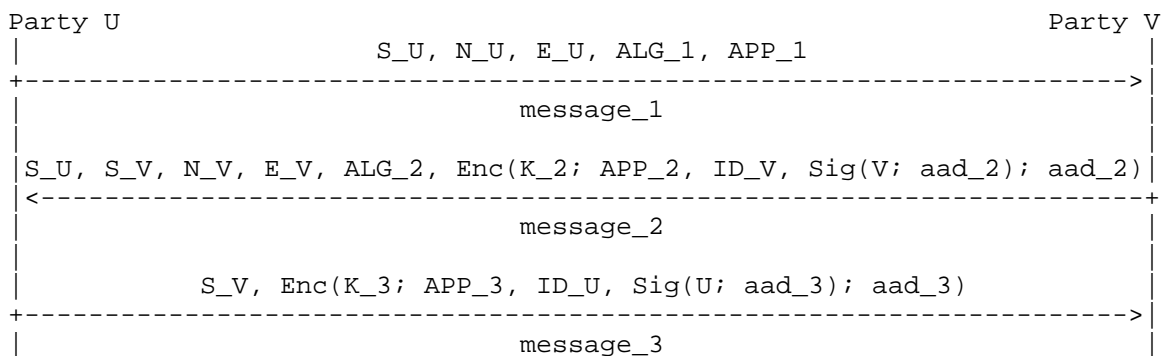 Party U Party V
S_U, N_U, E_U, ALG_1, APP_1
message_1
S_U, S_V, N_V, E_V, ALG_2, Enc(K_2; APP_2, ID_V, Sig(V; aad_2); aad_2)
message_2
S_V, Enc(K_3; APP_3, ID_U, Sig(U; aad_3); aad_3)
message_3